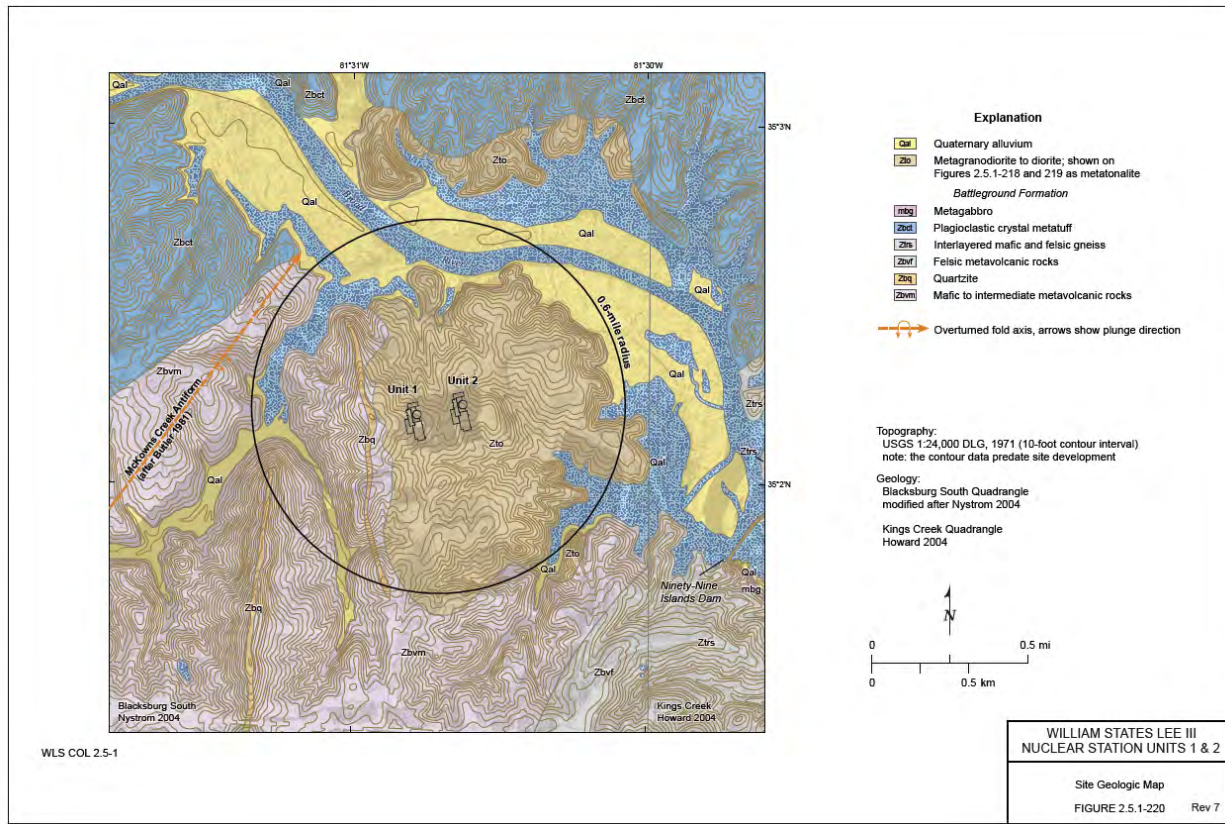 81°31'W
81°30'W
Qal
Qal
Zbct
Zbct
35°3'N
Zto
Broad
River
Qal
Qal
Zbct
Qal
0.6-mile radius
Zbvm
McKowns Creek Antiform
(after Butler 1981)
Unit 1
Unit 2
Qal
Ztrs
Zbq
Zto
Ztrs
Qal
Qal
35°2'N
Zto
Qal
Ninety-Nine
Islands Dam
Qal
mbg
Zbq
Zbvm
Ztrs
Zbvf
Blacksburg South
Nystrom 2004
Kings Creek
Howard 2004
Explanation
Qal Quaternary alluvium
Zto Metagranodiorite to diorite; shown on
Figures 2.5.1-218 and 219 as metatonalite
Battleground Formation
mbg Metagabbro
Zbct Plagioclastic crystal metatuff
Ztrs Interlayered mafic and felsic gneiss
Zbvf Felsic metavolcanic rocks
Zbq Quartzite
Zbvm Mafic to intermediate metavolcanic rocks
Overturned fold axis, arrows show plunge direction
Topography:
USGS 1:24,000 DLG, 1971 (10-foot contour interval)
note: the contour data predate site development
Geology:
Blacksburg South Quadrangle
modified after Nystrom 2004
Kings Creek Quadrangle
Howard 2004
N
0 0.5 mi
0 0.5 km
WLS COL 2.5-1
WILLIAM STATES LEE III
NUCLEAR STATION UNITS 1 & 2
Site Geologic Map
FIGURE 2.5.1-220 Rev 7